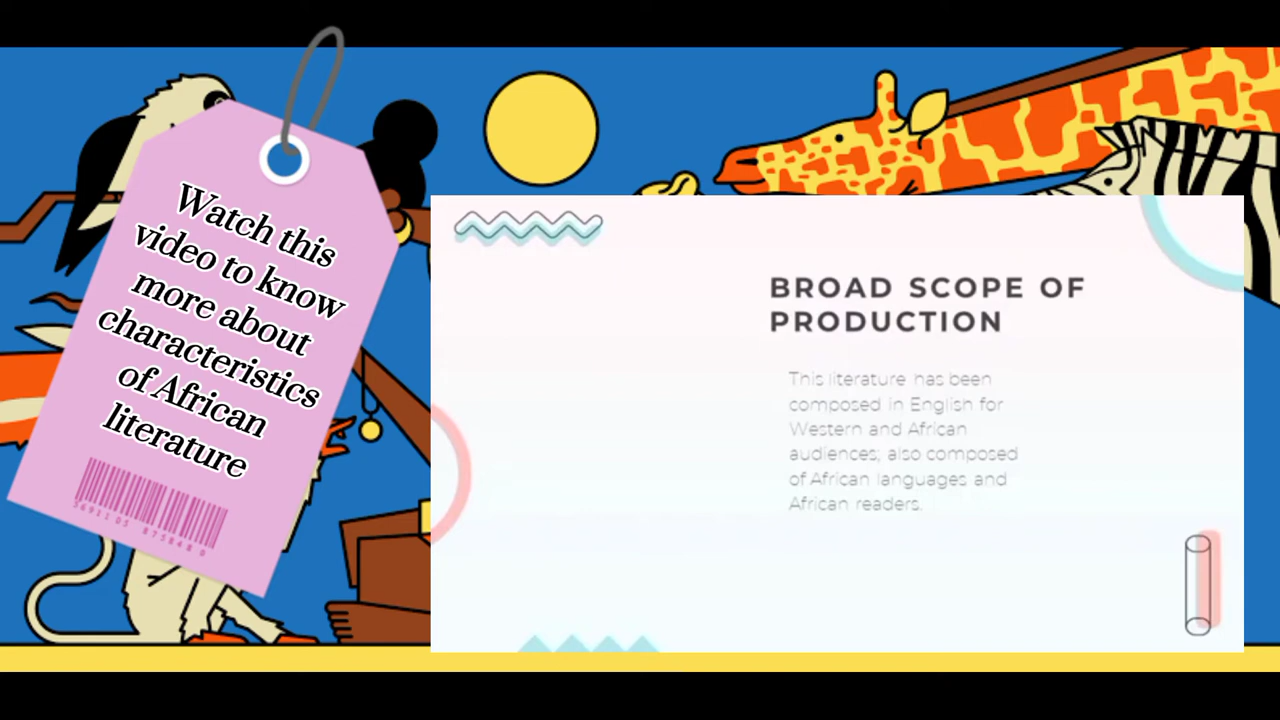 Watch this
video to know
more about
characteristics
of African
literature
BROAD SCOPE OF
PRODUCTION
This literature has been
composed in English for
Western and African
audiences; also composed
of African languages and
African readers.